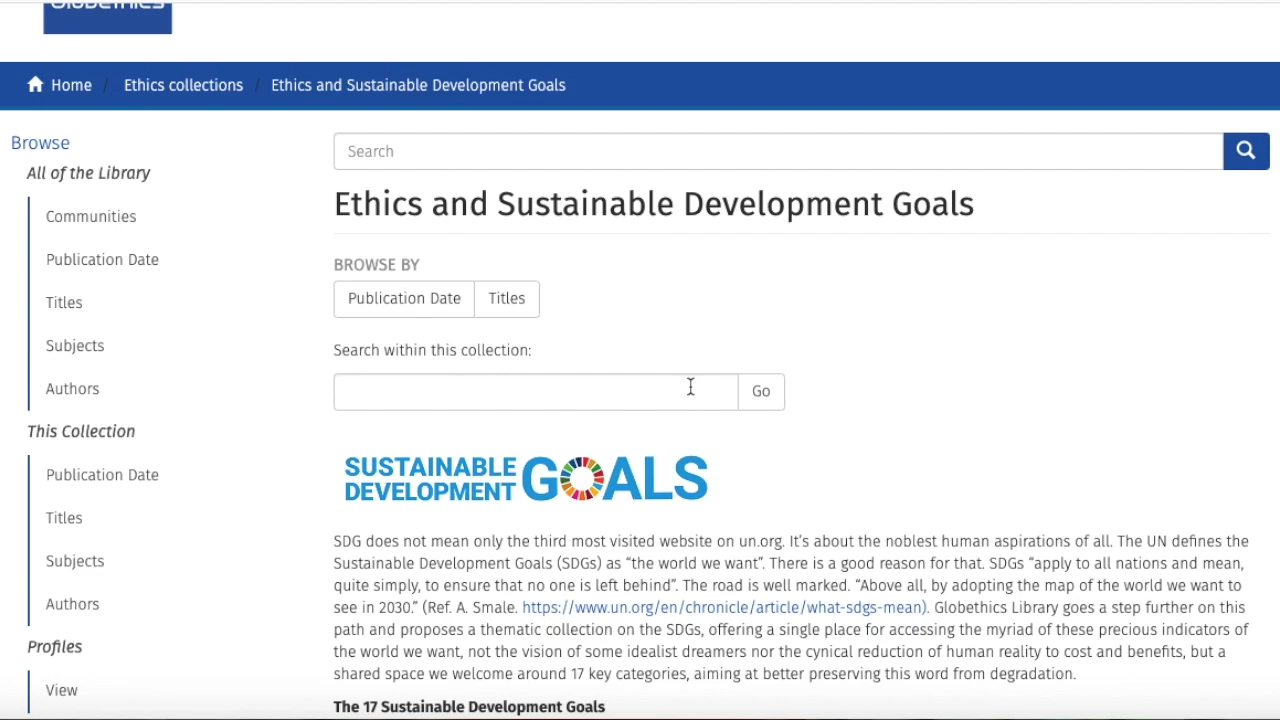 Globethics
Home / Ethics collections / Ethics and Sustainable Development Goals
Browse
All of the Library
Communities
Publication Date
Titles
Subjects
Authors
This Collection
Publication Date
Titles
Subjects
Authors
Profiles
View
Search
Ethics and Sustainable Development Goals
BROWSE BY
Publication Date Titles
Search within this collection:
Go
SUSTAINABLE
DEVELOPMENT GOALS
SDG does not mean only the third most visited website on un.org. It's about the noblest human aspirations of all. The UN defines the
Sustainable Development Goals (SDGs) as “the world we want”. There is a good reason for that. SDGs “apply to all nations and mean,
quite simply, to ensure that no one is left behind”. The road is well marked. “Above all, by adopting the map of the world we want to
see in 2030.” (Ref. A. Smale. https://www.un.org/en/chronicle/article/what-sdgs-mean). Globethics Library goes a step further on this
path and proposes a thematic collection on the SDGs, offering a single place for accessing the myriad of these precious indicators of
the world we want, not the vision of some idealist dreamers nor the cynical reduction of human reality to cost and benefits, but a
shared space we welcome around 17 key categories, aiming at better preserving this word from degradation.
The 17 Sustainable Development Goals